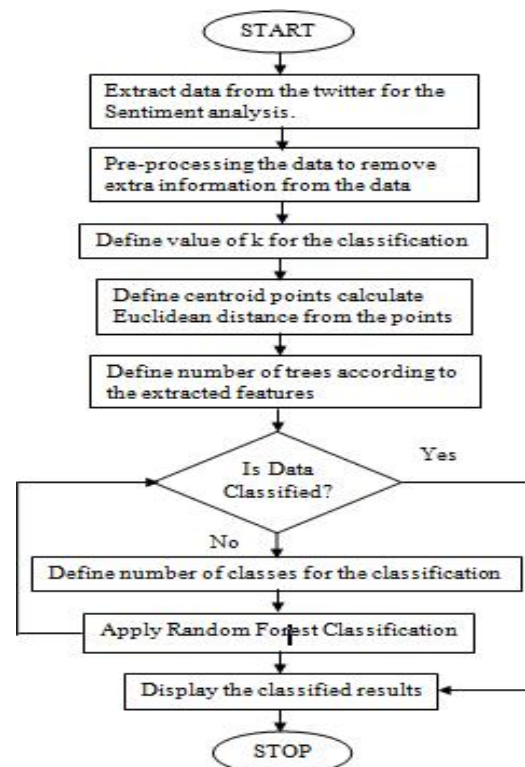 START
Extract data from the twitter for the
Sentiment analysis.
Pre-processing the data to remove
extra information from the data
Define value of k for the classification
Define centroid points calculate
Euclidean distance from the points
Define number of trees according to
the extracted features
Yes
Is Data
Classified?
No
Define number of classes for the classification
Apply Random Forest Classification
Display the classified results
STOP